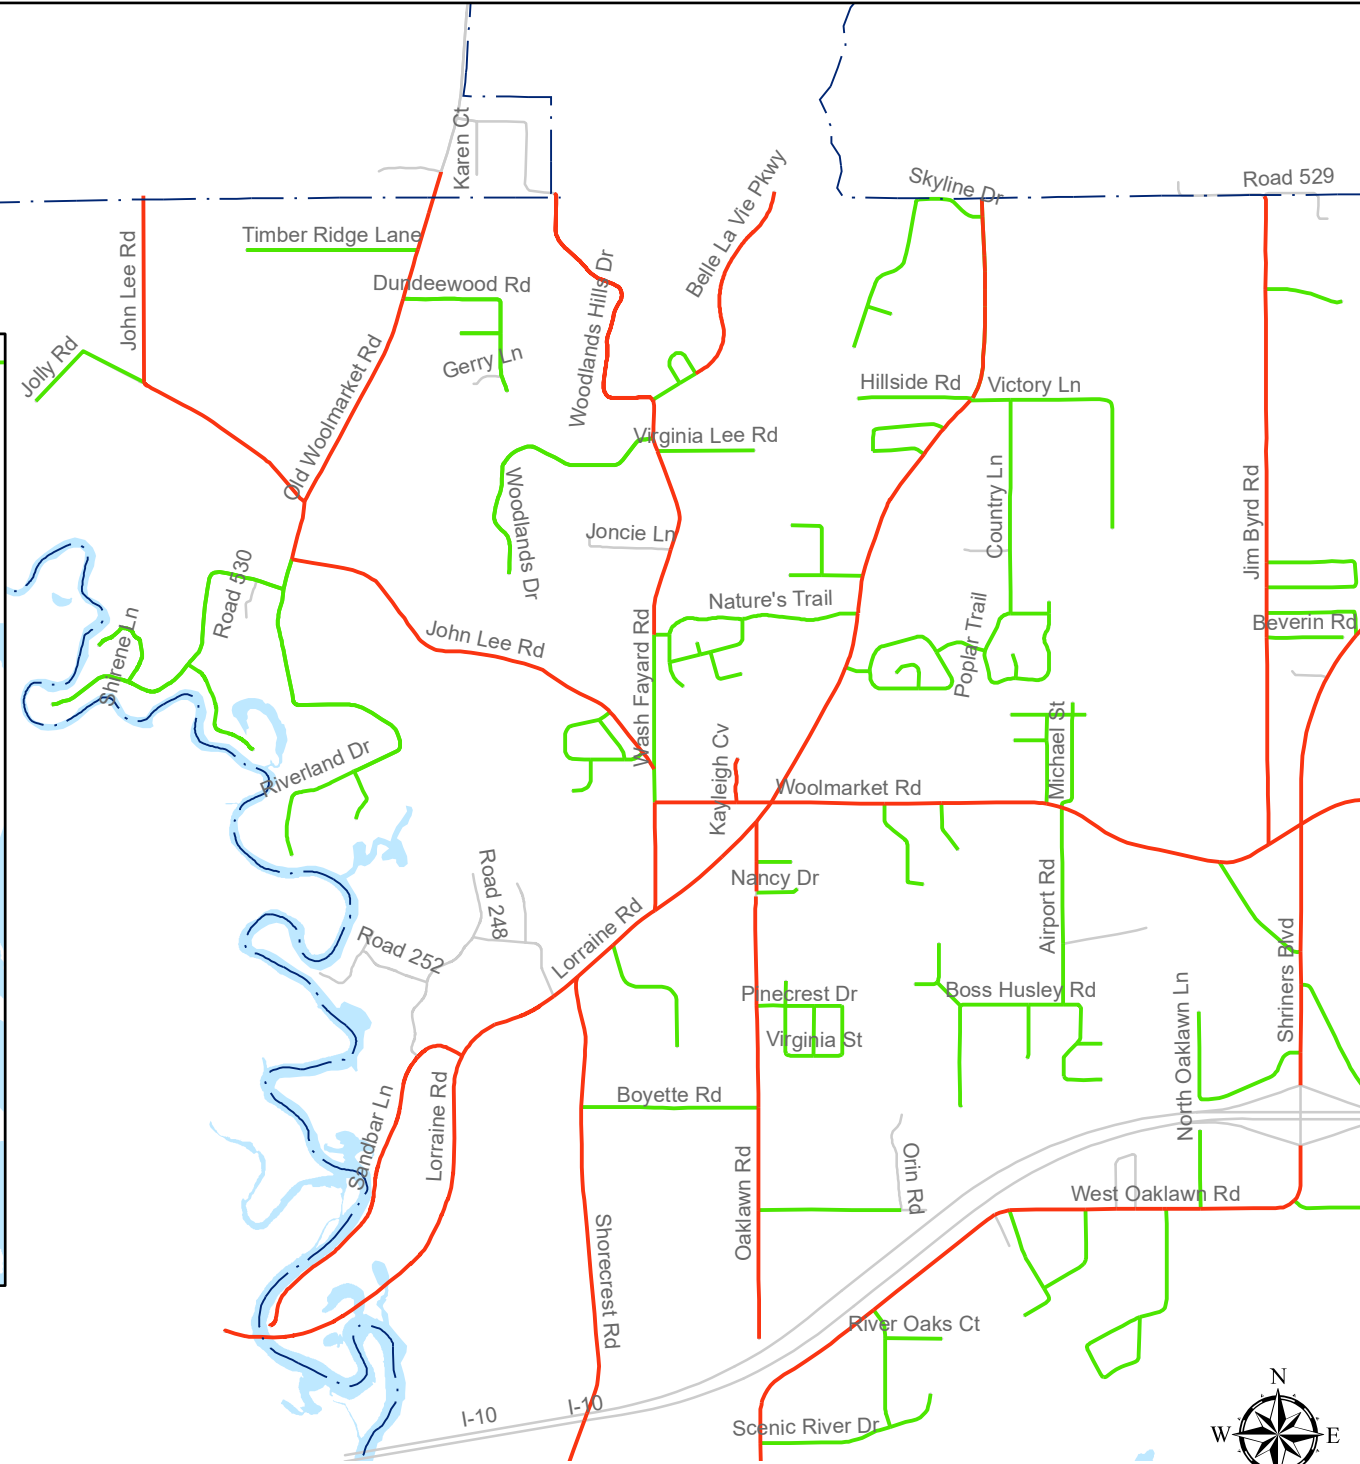 Karen Ct
Skyline Dr
Road 529
Belle La Vie Pkwy
Timber Ridge Lane
John Lee Rd
Dundeewood Rd
Woodlands Hills Dr
Gerry Ln
Jolly Rd
Old Woolmarket Rd
Hillside Rd
Victory Ln
Virginia Lee Rd
Country Ln
Jim Byrd Rd
Woodlands Dr
Joncie Ln
Road 530
Nature's Trail
Poplar Trail
Beverin Rd
John Lee Rd
Shirene Ln
Wash Fayard Rd
Michael St
Kayleigh Cv
Riverland Dr
Woolmarket Rd
Nancy Dr
Airport Rd
Road 248
Road 252
Lorraine Rd
Shriners Blvd
Pinecrest Dr
Boss Husley Rd
North Oaklawn Ln
Virginia St
Boyette Rd
Sandbar Ln
Lorraine Rd
Orin Rd
Oaklawn Rd
West Oaklawn Rd
Shorecrest Rd
River Oaks Ct
I-10
I-10
Scenic River Dr
N
W
E